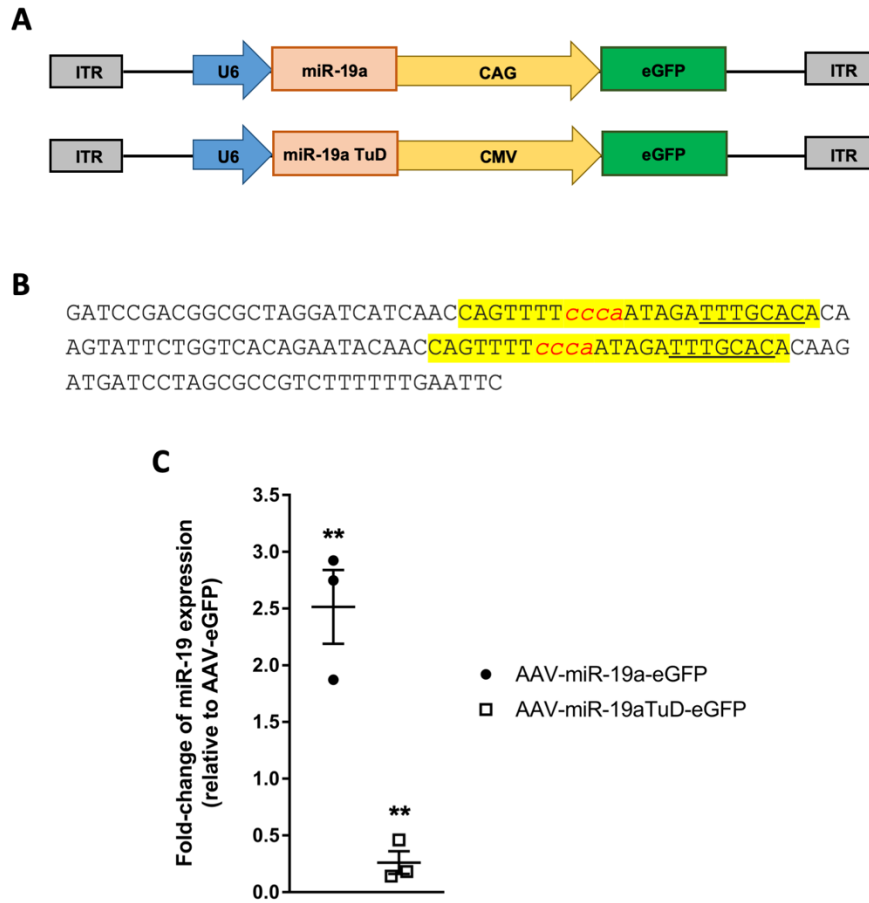 A
ITR U6 miR-19a CAG eGFP ITR
ITR U6 miR-19a TuD CMV eGFP ITR
B
GATCCGACGGCGCTAGGATCATCAACCAGTTTTcccaATAGATTTGCACACA
AGTATTCTGGTCACAGAATACAACCAGTTTTcccaATAGATTTGCACACAAG
ATGATCCTAGCGCCGTCTTTTTTGAATTC
C
Fold-change of miR-19 expression
(relative to AAV-eGFP)
3.5
3.0
2.5
2.0
1.5
1.0
0.5
0.0
**
**
AAV-miR-19a-eGFP
AAV-miR-19aTuD-eGFP